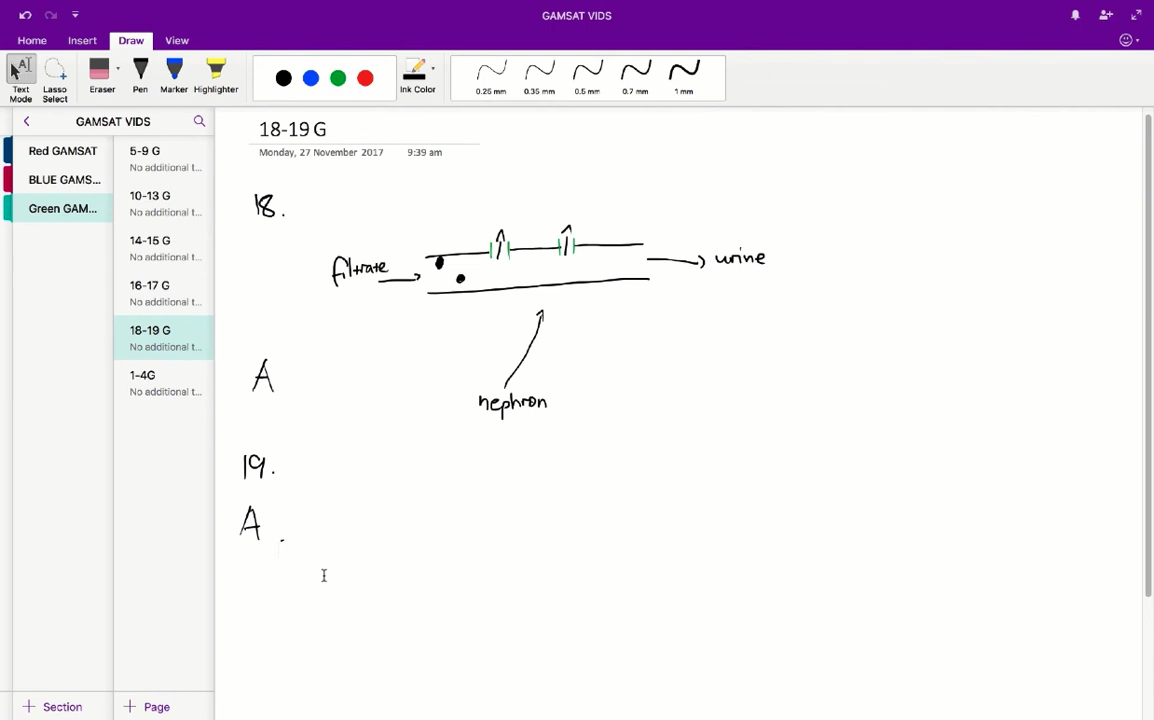 GAMSAT VIDS
Home Insert Draw View
Text Mode
Lasso Select
Eraser
Pen
Marker
Highlighter
Ink Color
0.25 mm 0.35 mm 0.5 mm 0.7 mm 1 mm
GAMSAT VIDS
Red GAMSAT
BLUE GAMS...
Green GAM...
5-9 G
No additional t...
10-13 G
No additional t...
14-15 G
No additional t...
16-17 G
No additional t...
18-19 G
No additional t...
1-4G
No additional t...
+ Section
+ Page
18-19 G
Monday, 27 November 2017 9:39 am
18.
filtrate
urine
nephron
A
19.
A .